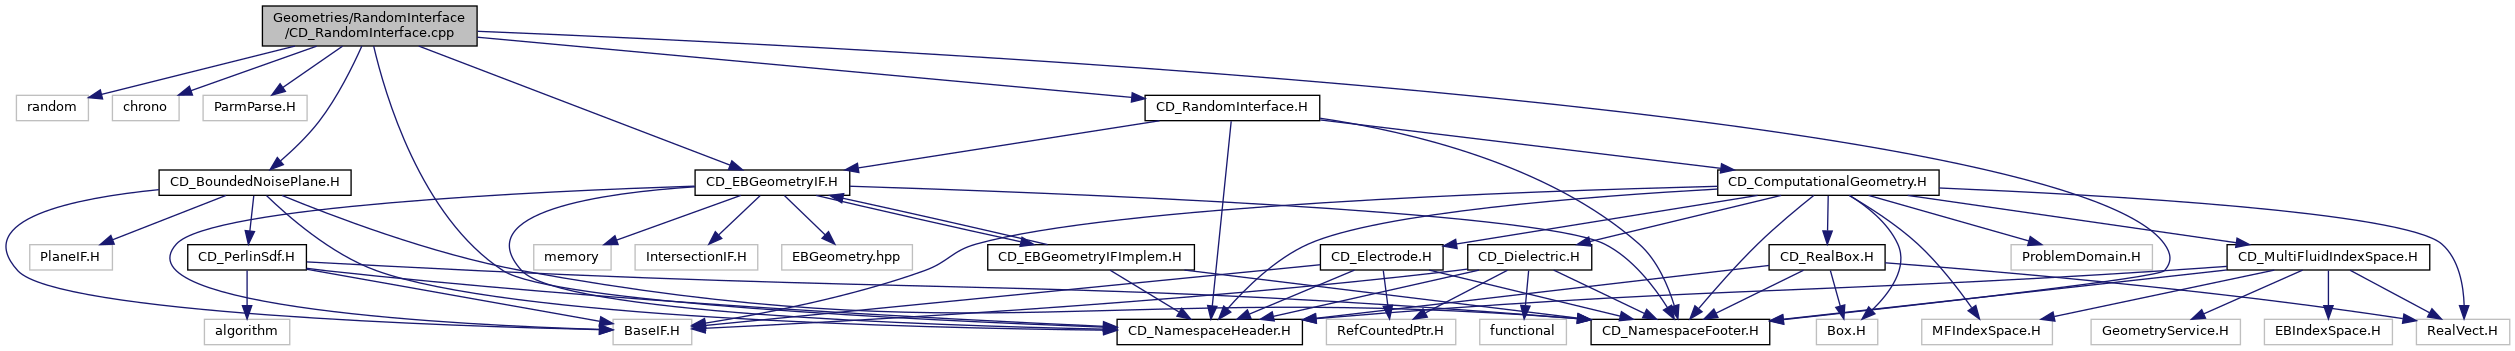 Geometries/RandomInterface
/CD_RandomInterface.cpp
random
chrono
ParmParse.H
CD_RandomInterface.H
CD_BoundedNoisePlane.H
CD_EBGeometryIF.H
CD_ComputationalGeometry.H
PlaneIF.H
CD_PerlinSdf.H
memory
IntersectionIF.H
EBGeometry.hpp
CD_EBGeometryIFImplem.H
CD_Electrode.H
CD_Dielectric.H
CD_RealBox.H
ProblemDomain.H
CD_MultiFluidIndexSpace.H
algorithm
BaseIF.H
CD_NamespaceHeader.H
RefCountedPtr.H
functional
CD_NamespaceFooter.H
Box.H
MFIndexSpace.H
GeometryService.H
EBIndexSpace.H
RealVect.H